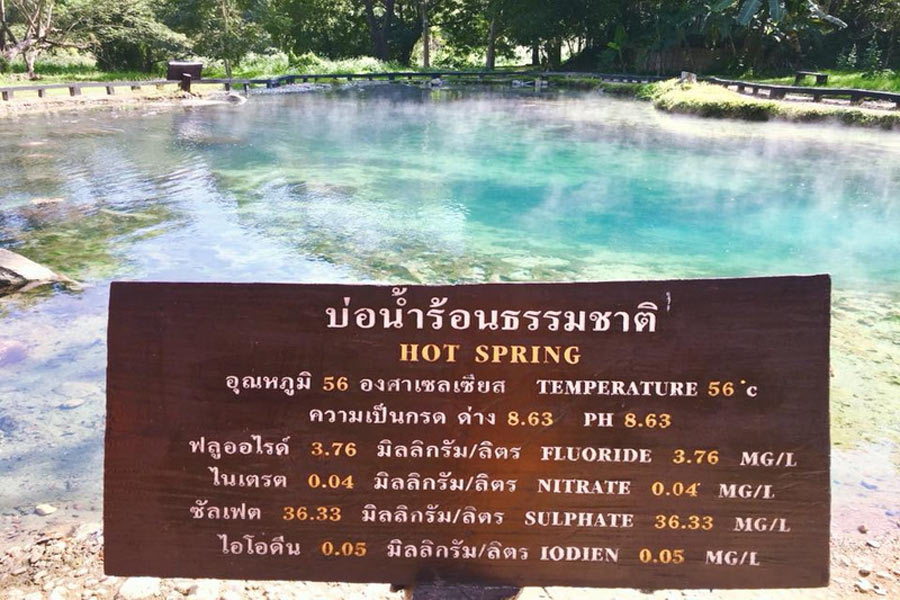 บ่อน้ำร้อนธรรมชาติ
HOT SPRING
อุณหภูมิ 56 องศาเซลเซียส TEMPERATURE 56 °c
ความเป็นกรด ด่าง 8.63 PH 8.63
ฟลูออไรด์ 3.76 มิลลิกรัม/ลิตร FLUORIDE 3.76 MG/L
ไนเตรต 0.04 มิลลิกรัม/ลิตร NITRATE 0.04 MG/L
ซัลเฟต 36.33 มิลลิกรัม/ลิตร SULPHATE 36.33 MG/L
ไอโอดีน 0.05 มิลลิกรัม/ลิตร IODIEN 0.05 MG/L